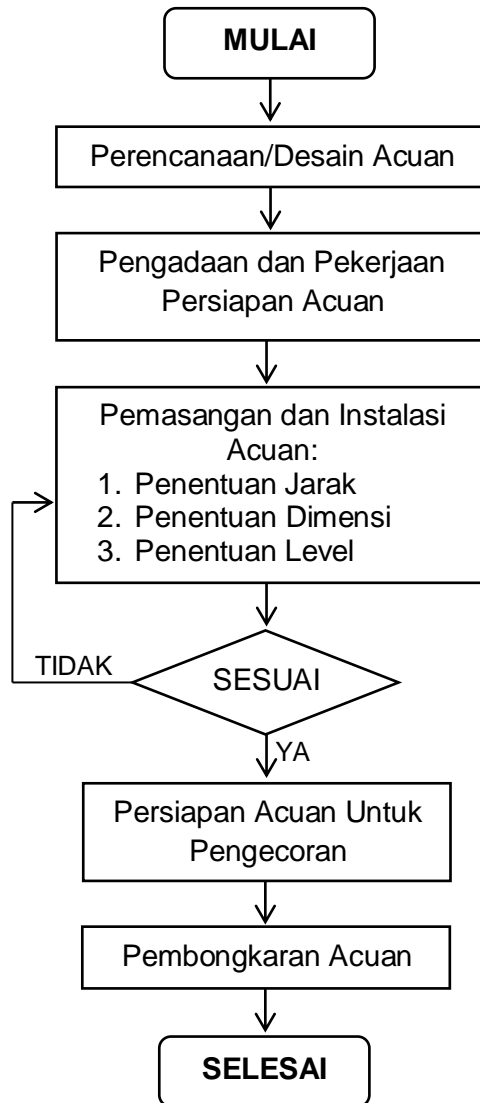 MULAI
Perencanaan/Desain Acuan
Pengadaan dan Pekerjaan
Persiapan Acuan
Pemasangan dan Instalasi
Acuan:
1. Penentuan Jarak
2. Penentuan Dimensi
3. Penentuan Level
TIDAK
SESUAI
YA
Persiapan Acuan Untuk
Pengecoran
Pembongkaran Acuan
SELESAI